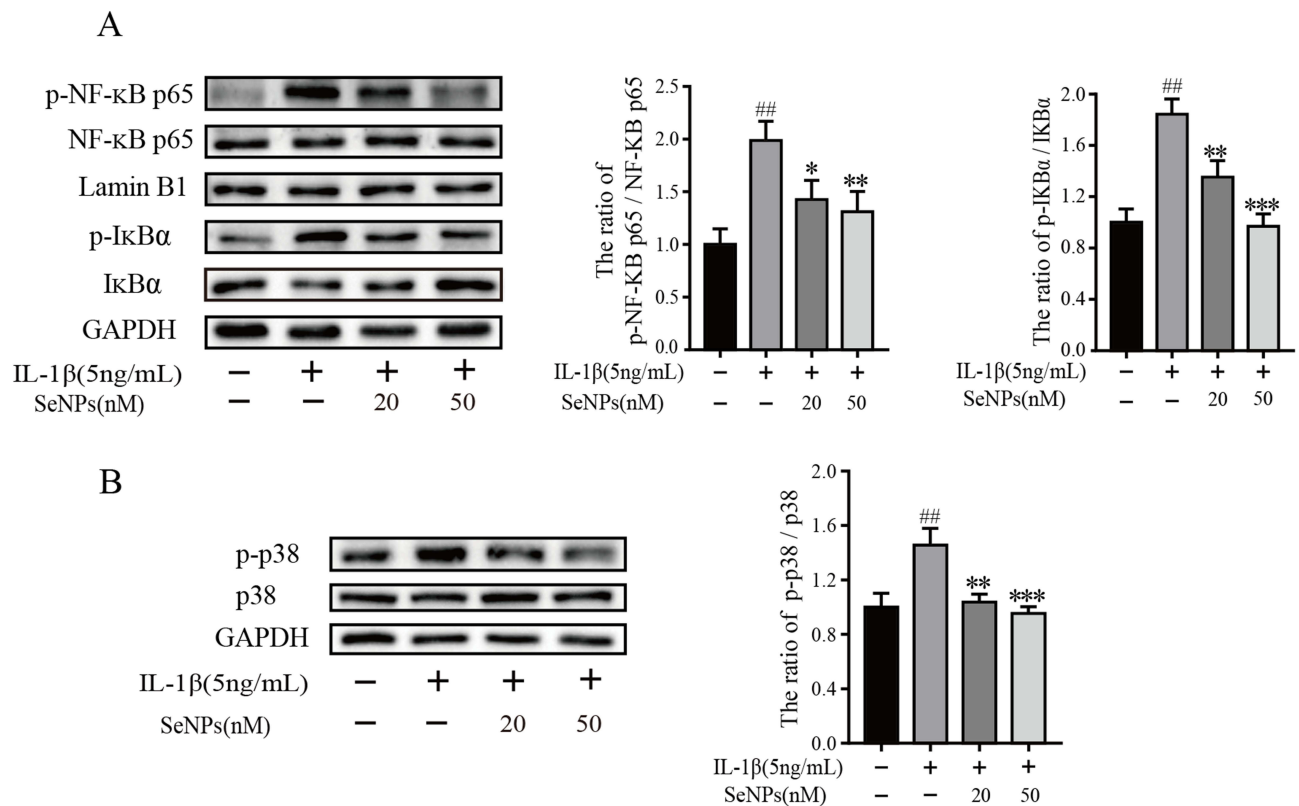 A
p-NF-κB p65
NF-κB p65
Lamin B1
p-IκBα
IκBα
GAPDH
IL-1β(5ng/mL) − + + +
SeNPs(nM) − − 20 50
The ratio of
p-NF-KB p65 / NF-KB p65
2.5
2.0
1.5
1.0
0.5
0.0
##
*
**
IL-1β(5ng/mL) − + + +
SeNPs(nM) − − 20 50
The ratio of p-IKBα / IKBα
2.0
1.6
1.2
0.8
0.4
0.0
##
**
***
IL-1β(5ng/mL) − + + +
SeNPs(nM) − − 20 50
B
p-p38
p38
GAPDH
IL-1β(5ng/mL) − + + +
SeNPs(nM) − − 20 50
The ratio of p-p38 / p38
2.0
1.6
1.2
0.8
0.4
0.0
##
**
***
IL-1β(5ng/mL) − + + +
SeNPs(nM) − − 20 50